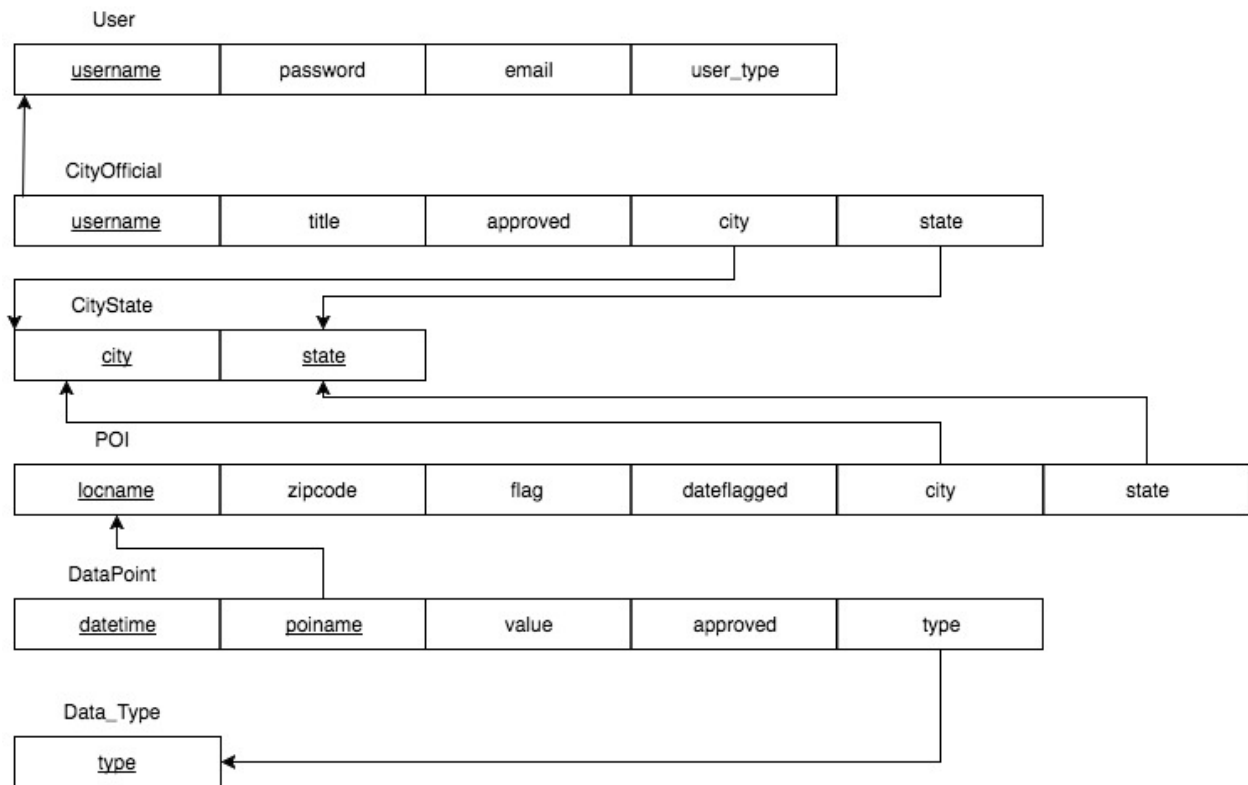 User
username password email user_type
CityOfficial
username title approved city state
CityState
city state
POI
locname zipcode flag dateflagged city state
DataPoint
datetime poiname value approved type
Data_Type
type